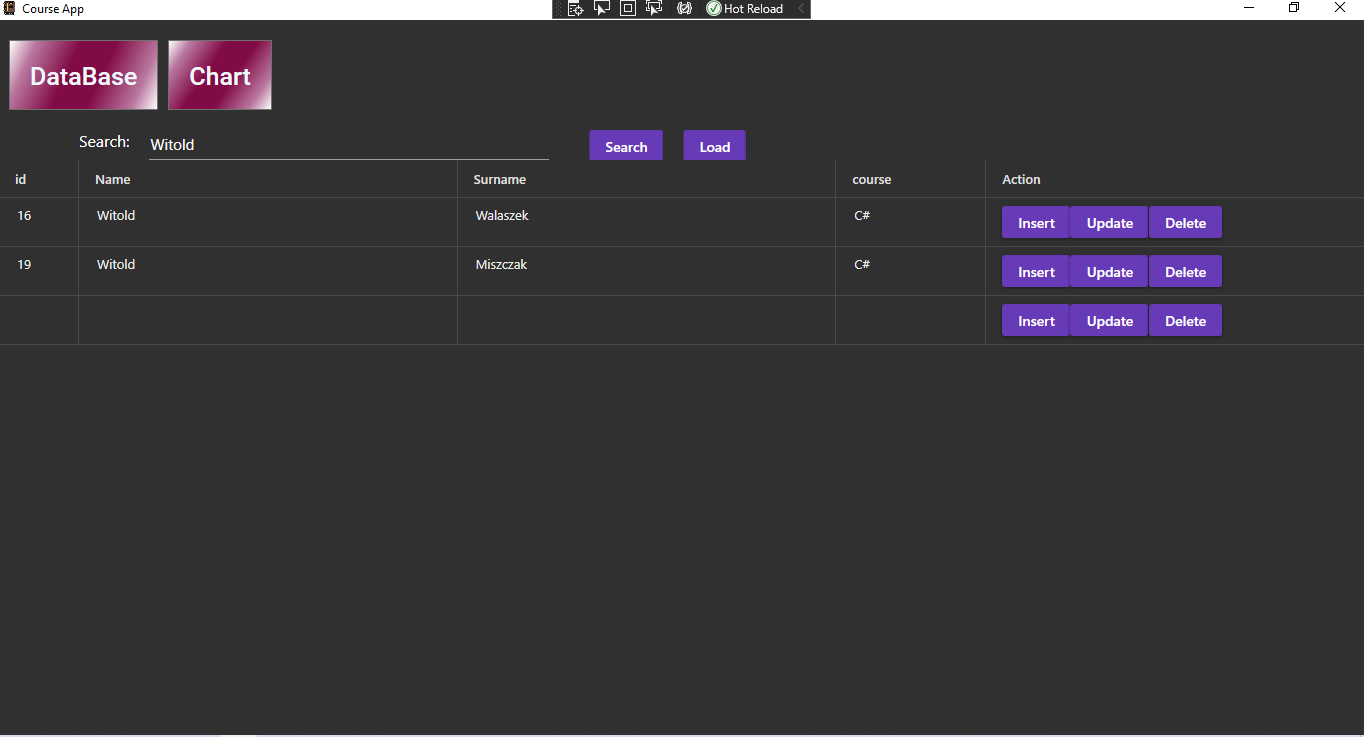 Course App
Hot Reload
DataBase Chart
Search: Witold Search Load
id Name Surname course Action
16 Witold Walaszek C# Insert Update Delete
19 Witold Miszczak C# Insert Update Delete
Insert Update Delete